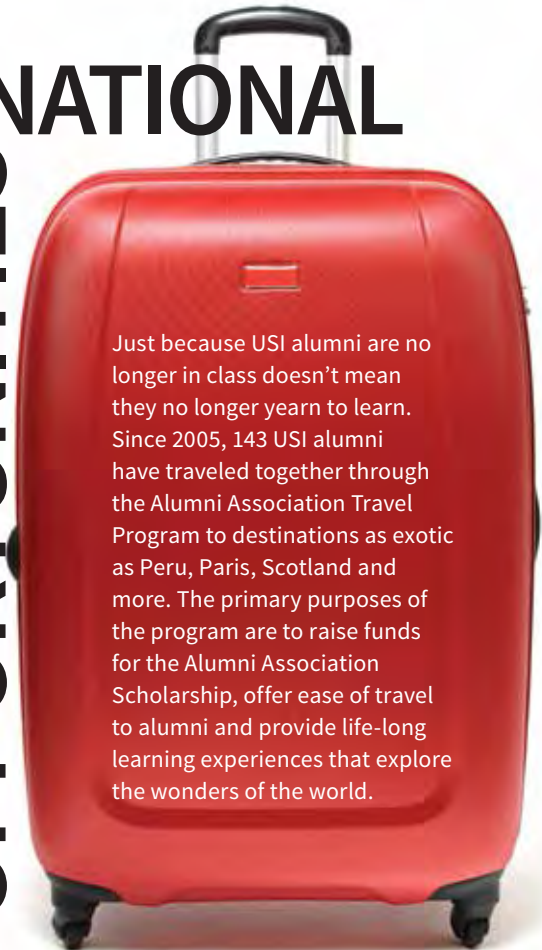 NATIONAL
Just because USI alumni are no
longer in class doesn’t mean
they no longer yearn to learn.
Since 2005, 143 USI alumni
have traveled together through
the Alumni Association Travel
Program to destinations as exotic
as Peru, Paris, Scotland and
more. The primary purposes of
the program are to raise funds
for the Alumni Association
Scholarship, offer ease of travel
to alumni and provide life-long
learning experiences that explore
the wonders of the world.